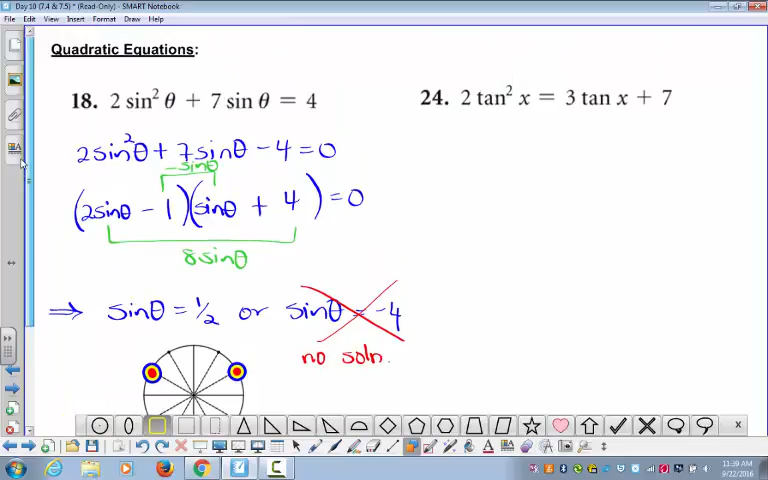 Day 10 (7.4 & 7.5) * (Read-Only) - SMART Notebook
File Edit View Insert Format Draw Help
Quadratic Equations:
18. 2 sin² θ + 7 sin θ = 4
24. 2 tan² x = 3 tan x + 7
2sin²θ + 7sinθ - 4 = 0
-sinθ
(2sinθ - 1)(sinθ + 4) = 0
8sinθ
⇒ sinθ = 1/2 or sinθ = -4
no soln.
11:39 AM
9/22/2016